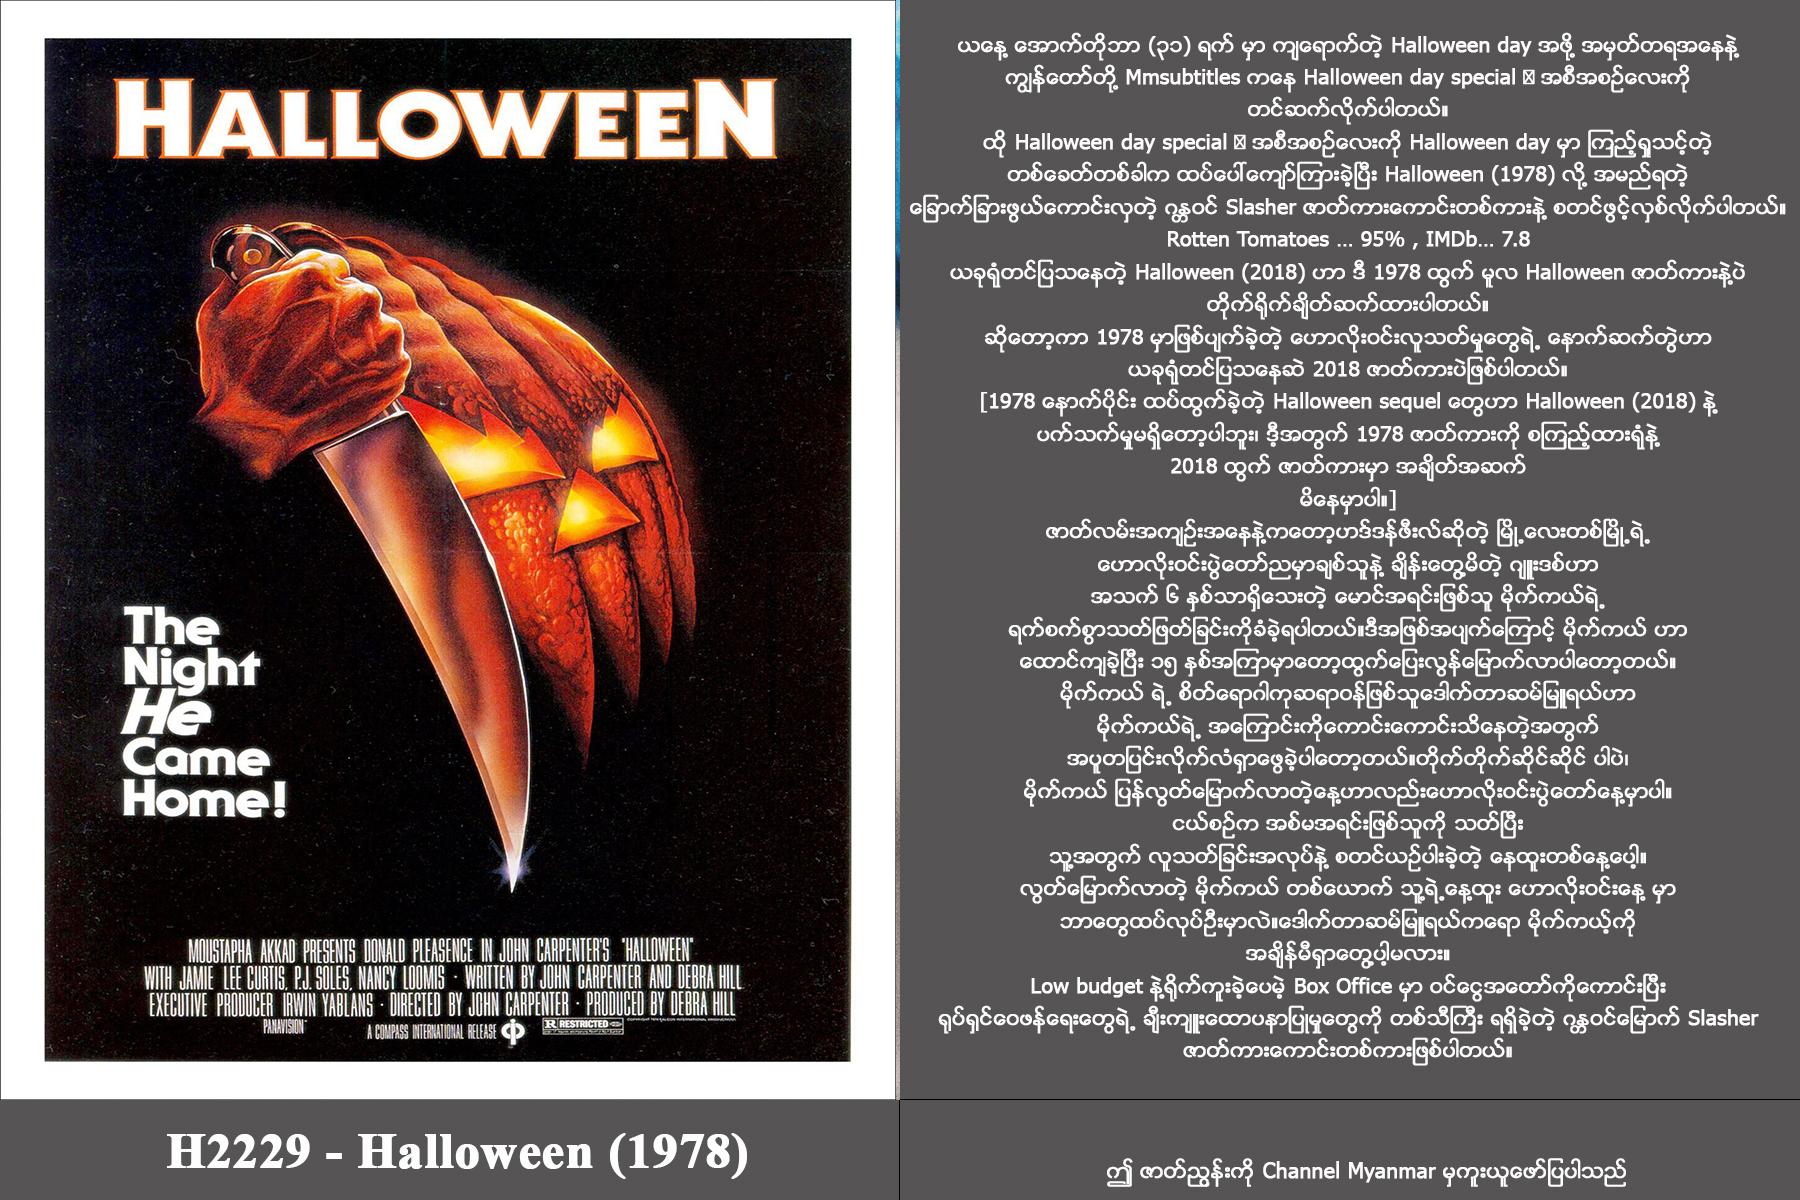 HALLOWEEN
The
Night
He
Came
Home!
MOUSTAPHA AKKAD PRESENTS DONALD PLEASENCE IN JOHN CARPENTER'S "HALLOWEEN"
WITH JAMIE LEE CURTIS, P.J. SOLES, NANCY LOOMIS · WRITTEN BY JOHN CARPENTER AND DEBRA HILL
EXECUTIVE PRODUCER IRWIN YABLANS · DIRECTED BY JOHN CARPENTER · PRODUCED BY DEBRA HILL
PANAVISION® A COMPASS INTERNATIONAL RELEASE R RESTRICTED
H2229 - Halloween (1978)
ယနေ့ အောက်တိုဘာ (၃၁) ရက် မှာ ကျရောက်တဲ့ Halloween day အဖို့ အမှတ်တရအနေနဲ့
ကျွန်တော်တို့ Mmsubtitles ကနေ Halloween day special အစီအစဉ်လေးကို
တင်ဆက်လိုက်ပါတယ်။
ထို Halloween day special အစီအစဉ်လေးကို Halloween day မှာ ကြည့်ရှုသင့်တဲ့
တစ်ခေတ်တစ်ခါက ထပ်ပေါ်ကျော်ကြားခဲ့ပြီး Halloween (1978) လို့ အမည်ရတဲ့
ခြောက်ခြားဖွယ်ကောင်းလှတဲ့ ဂန္တဝင် Slasher ဇာတ်ကားကောင်းတစ်ကားနဲ့ စတင်ဖွင့်လှစ်လိုက်ပါတယ်။
Rotten Tomatoes ... 95% , IMDb... 7.8
ယခုရုံတင်ပြသနေတဲ့ Halloween (2018) ဟာ ဒီ 1978 ထွက် မူလ Halloween ဇာတ်ကားနဲ့ပဲ
တိုက်ရိုက်ချိတ်ဆက်ထားပါတယ်။
ဆိုတော့ကာ 1978 မှာဖြစ်ပျက်ခဲ့တဲ့ ဟောလိုးဝင်းလူသတ်မှုတွေရဲ့ နောက်ဆက်တွဲဟာ
ယခုရုံတင်ပြသနေဆဲ 2018 ဇာတ်ကားပဲဖြစ်ပါတယ်။
[1978 နောက်ပိုင်း ထပ်ထွက်ခဲ့တဲ့ Halloween sequel တွေဟာ Halloween (2018) နဲ့
ပက်သက်မှုမရှိတော့ပါဘူး၊ ဒို့အတွက် 1978 ဇာတ်ကားကို စကြည့်ထားရုံနဲ့
2018 ထွက် ဇာတ်ကားမှာ အချိတ်အဆက်
မိနေမှာပါ။]
ဇာတ်လမ်းအကျဉ်းအနေနဲ့ကတော့ဟဒ်ဒန်ဖီးလ်ဆိုတဲ့ မြို့လေးတစ်မြို့ရဲ့
ဟောလိုးဝင်းပွဲတော်ညမှာချစ်သူနဲ့ ချိန်းတွေ့မိတဲ့ ဂျူးဒစ်ဟာ
အသက် ၆ နှစ်သာရှိသေးတဲ့ မောင်အရင်းဖြစ်သူ မိုက်ကယ်ရဲ့
ရက်စက်စွာသတ်ဖြတ်ခြင်းကိုခံခဲ့ရပါတယ်။ဒီအဖြစ်အပျက်ကြောင့် မိုက်ကယ် ဟာ
ထောင်ကျခဲ့ပြီး ၁၅ နှစ်အကြာမှာတော့ထွက်ပြေးလွန်မြောက်လာပါတော့တယ်။
မိုက်ကယ် ရဲ့ စိတ်ရောဂါကုဆရာဝန်ဖြစ်သူဒေါက်တာဆမ်မြူရယ်ဟာ
မိုက်ကယ်ရဲ့ အကြောင်းကိုကောင်းကောင်းသိနေတဲ့အတွက်
အပူတပြင်းလိုက်လံရှာဖွေခဲ့ပါတော့တယ်။တိုက်တိုက်ဆိုင်ဆိုင် ပါပဲ၊
မိုက်ကယ် ပြန်လွတ်မြောက်လာတဲ့နေ့ဟာလည်းဟောလိုးဝင်းပွဲတော်နေ့မှာပါ။
ငယ်စဉ်က အစ်မအရင်းဖြစ်သူကို သတ်ပြီး
သူ့အတွက် လူသတ်ခြင်းအလုပ်နဲ့ စတင်ယဉ်ပါးခဲ့တဲ့ နေထူးတစ်နေ့ပေါ့။
လွတ်မြောက်လာတဲ့ မိုက်ကယ် တစ်ယောက် သူ့ရဲ့နေ့ထူး ဟောလိုးဝင်းနေ့ မှာ
ဘာတွေထပ်လုပ်ဦးမှာလဲ။ဒေါက်တာဆမ်မြူရယ်ကရော မိုက်ကယ့်ကို
အချိန်မီရှာတွေ့ပါ့မလား။
Low budget နဲ့ရိုက်ကူးခဲ့ပေမဲ့ Box Office မှာ ဝင်ငွေအတော်ကိုကောင်းပြီး
ရုပ်ရှင်ဝေဖန်ရေးတွေရဲ့ ချီးကျူးထောပနာပြုမှုတွေကို တစ်သီကြီး ရရှိခဲ့တဲ့ ဂန္တဝင်မြောက် Slasher
ဇာတ်ကားကောင်းတစ်ကားဖြစ်ပါတယ်။
ဤ ဇာတ်ညွှန်းကို Channel Myanmar မှကူးယူဖော်ပြပါသည်